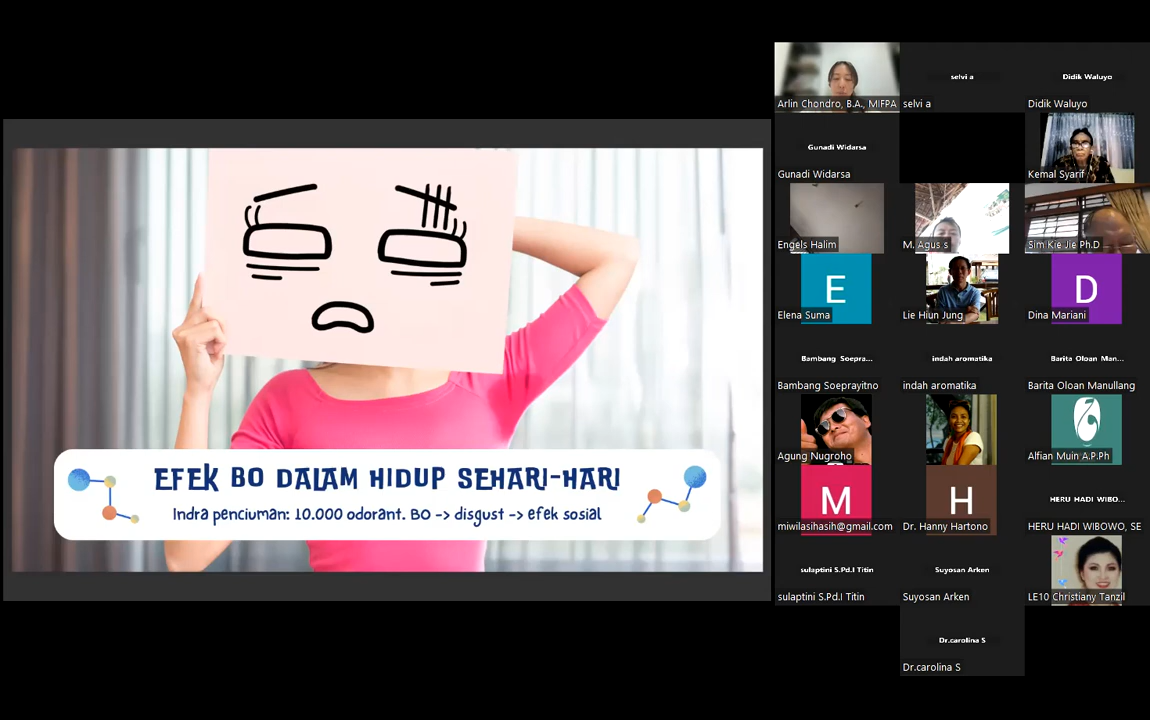 EFEK BO DALAM HIDUP SEHARI-HARI
Indra penciuman: 10.000 odorant. BO -> disgust -> efek sosial
Arlin Chondro, B.A., MIFPA
selvi a
selvi a
Didik Waluyo
Didik Waluyo
Gunadi Widarsa
Gunadi Widarsa
Kemal Syarif
Engels Halim
M. Agus s
Sim Kie Jie Ph.D
E
Elena Suma
Lie Hiun Jung
D
Dina Mariani
Bambang Soepra...
Bambang Soeprayitno
indah aromatika
indah aromatika
Barita Oloan Man...
Barita Oloan Manullang
Agung Nugroho
Alfian Muin A.P.Ph
M
miwilasihasih@gmail.com
H
Dr. Hanny Hartono
HERU HADI WIBO...
HERU HADI WIBOWO, SE
sulaptini S.Pd.I Titin
sulaptini S.Pd.I Titin
Suyosan Arken
Suyosan Arken
LE10 Christiany Tanzil
Dr.carolina S
Dr.carolina S